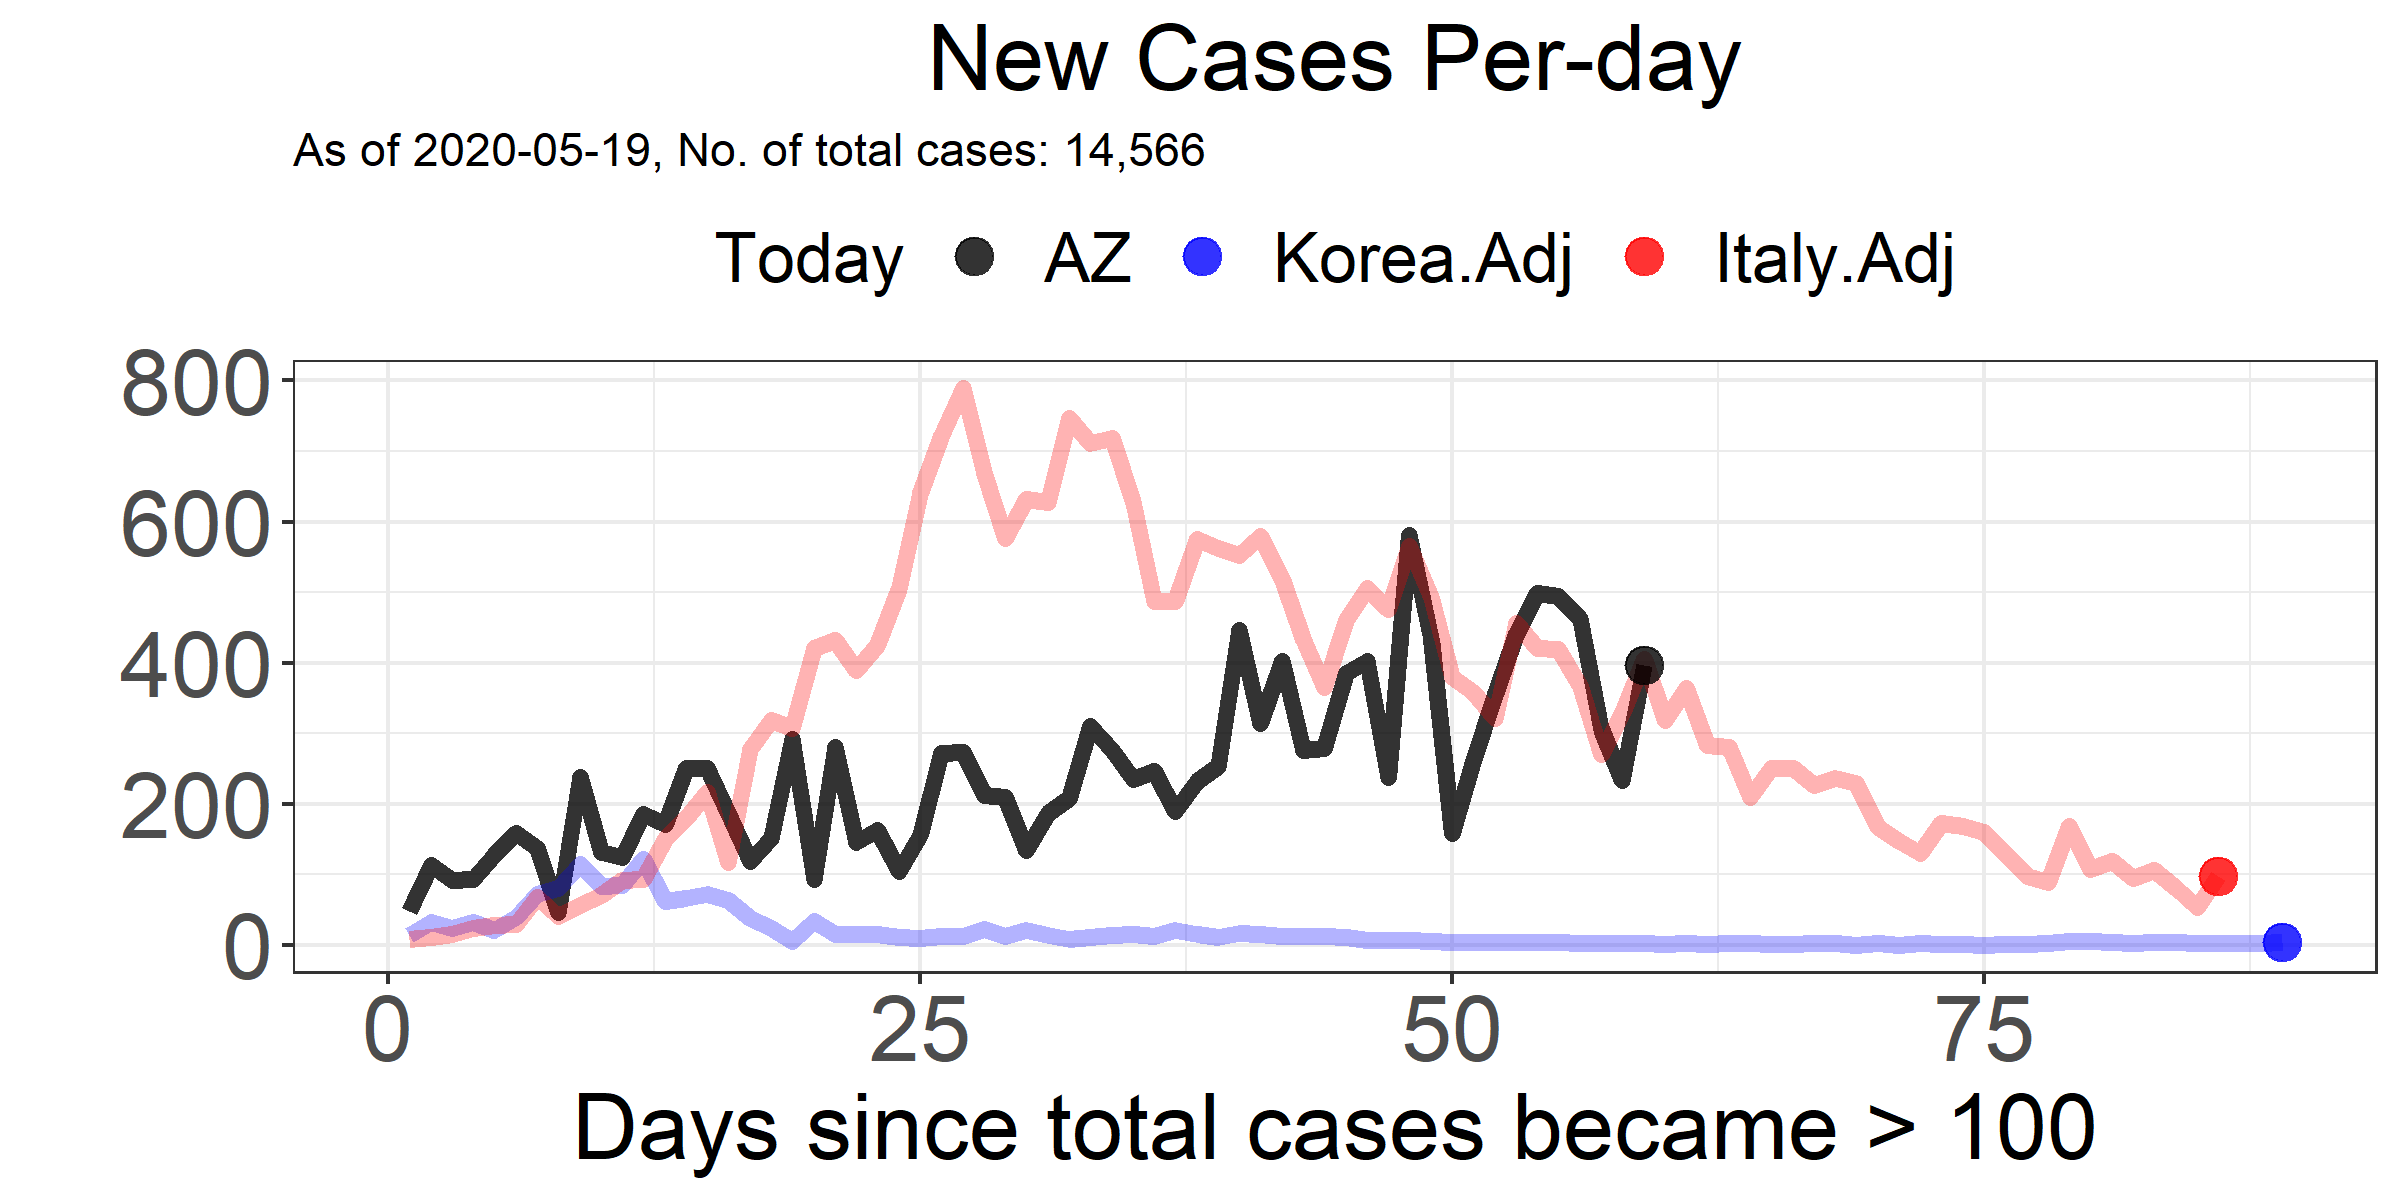 New Cases Per-day
As of 2020-05-19, No. of total cases: 14,566
Today AZ Korea.Adj Italy.Adj
800
600
400
200
0
0 25 50 75
Days since total cases became > 100